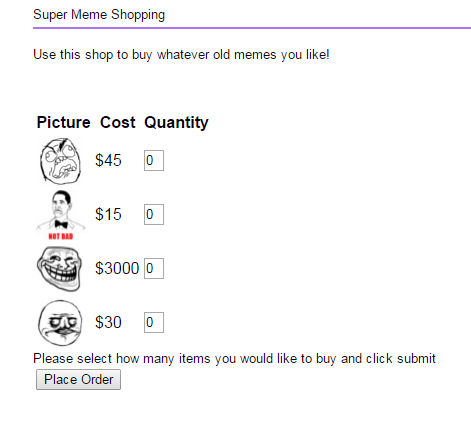 Super Meme Shopping
Use this shop to buy whatever old memes you like!
Picture Cost Quantity
$45 0
$15 0
NOT BAD
$3000 0
$30 0
Please select how many items you would like to buy and click submit
Place Order